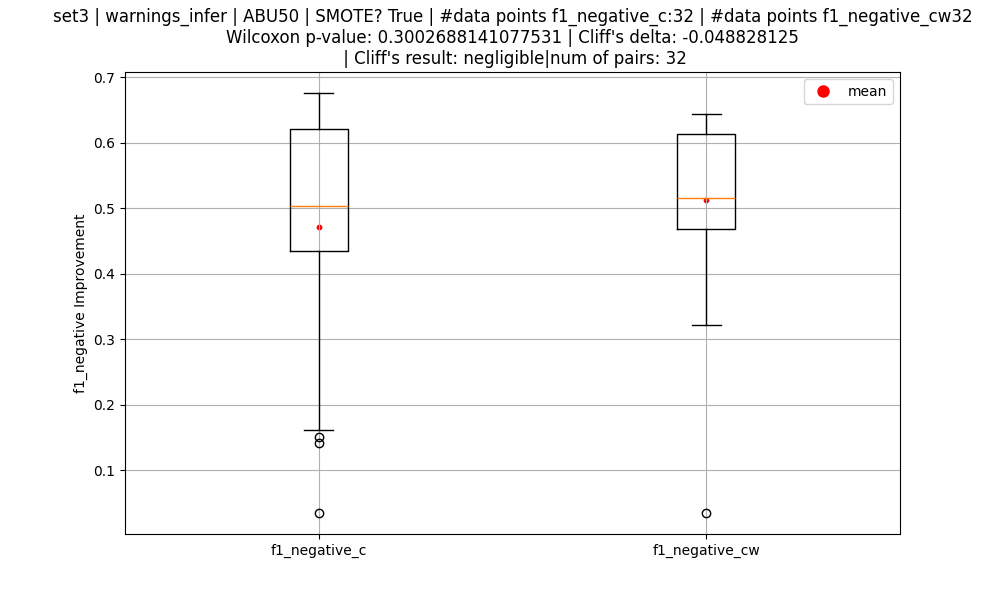 set3 | warnings_infer | ABU50 | SMOTE? True | #data points f1_negative_c:32 | #data points f1_negative_cw32
Wilcoxon p-value: 0.3002688141077531 | Cliff's delta: -0.048828125
| Cliff's result: negligible|num of pairs: 32
mean
0.7
0.6
0.5
0.4
0.3
0.2
0.1
f1_negative Improvement
f1_negative_c
f1_negative_cw